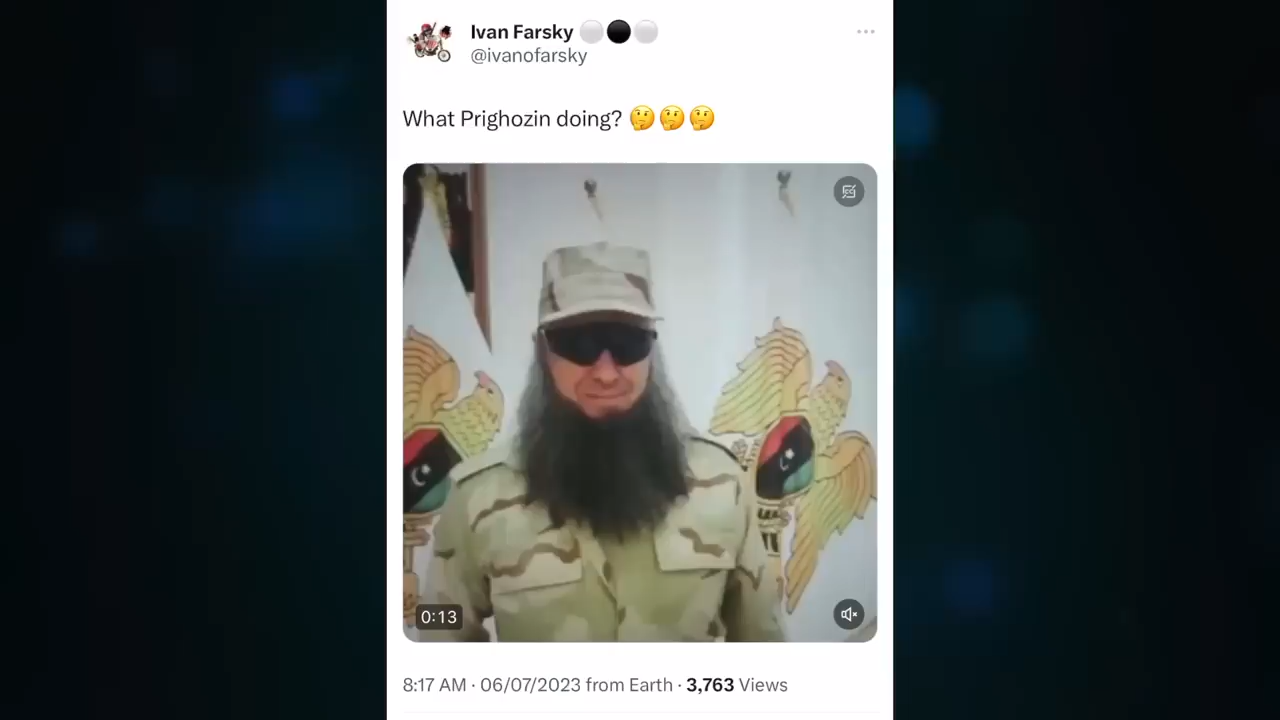 Ivan Farsky ⚪⚫⚪
@ivanofarsky
What Prighozin doing? 🤔🤔🤔
0:13
8:17 AM · 06/07/2023 from Earth · 3,763 Views